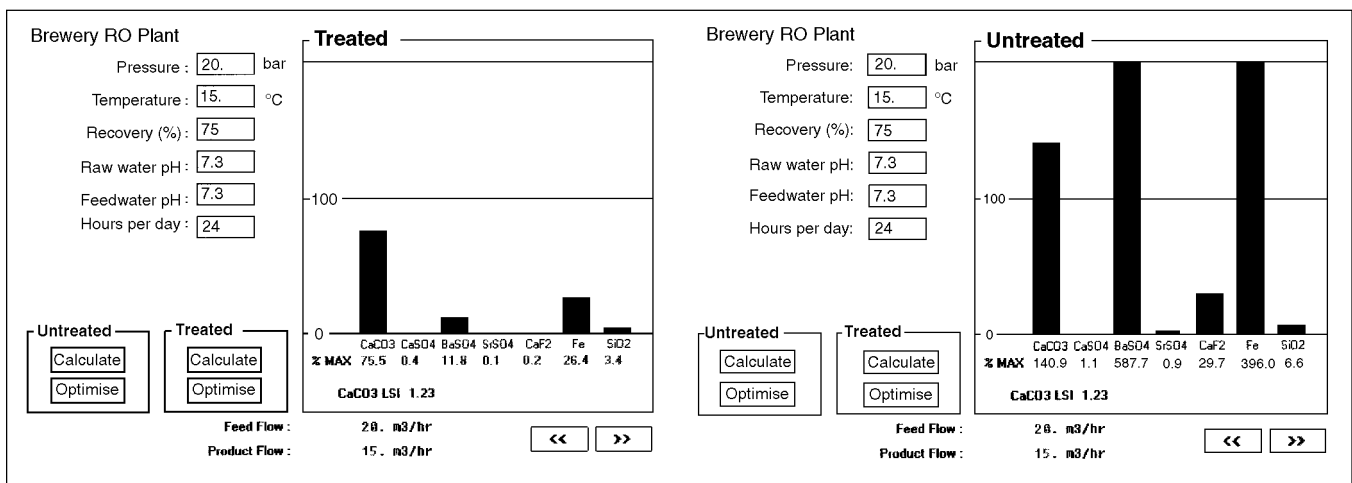 Brewery RO Plant
Pressure : 20. bar
Temperature : 15. °C
Recovery (%) : 75
Raw water pH : 7.3
Feedwater pH : 7.3
Hours per day : 24
Untreated
Calculate
Optimise
Treated
Calculate
Optimise
Treated
100
0
CaCO3 CaSO4 BaSO4 SrSO4 CaF2 Fe SiO2
% MAX 75.5 0.4 11.8 0.1 0.2 26.4 3.4
CaCO3 LSI 1.23
Feed Flow : 20. m3/hr
Product Flow : 15. m3/hr
<< >>
Brewery RO Plant
Pressure: 20. bar
Temperature: 15. °C
Recovery (%): 75
Raw water pH: 7.3
Feedwater pH: 7.3
Hours per day: 24
Untreated
Calculate
Optimise
Treated
Calculate
Optimise
Untreated
100
0
CaCO3 CaSO4 BaSO4 SrSO4 CaF2 Fe SiO2
% MAX 140.9 1.1 587.7 0.9 29.7 396.0 6.6
CaCO3 LSI 1.23
Feed Flow : 20. m3/hr
Product Flow : 15. m3/hr
<< >>